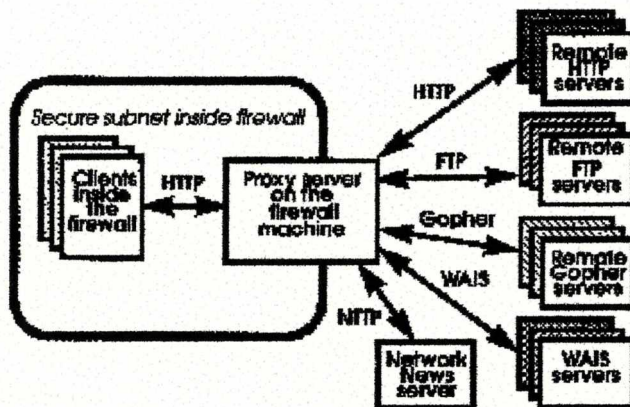 Secure subnet inside firewall
Clients
inside
the
firewall
HTTP
Proxy server
on the
firewall
machine
HTTP
FTP
Gopher
WAIS
NNTP
Remote
HTTP
servers
Remote
FTP
servers
Remote
Gopher
servers
WAIS
servers
Network
News
server